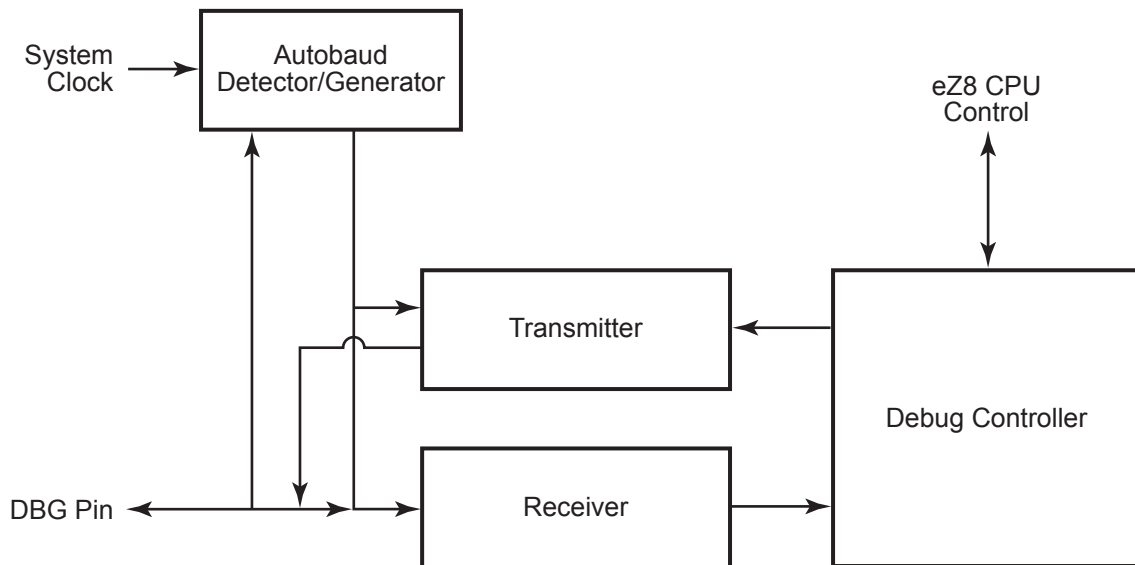 System
Clock
Autobaud
Detector/Generator
eZ8 CPU
Control
Transmitter
Debug Controller
DBG Pin
Receiver